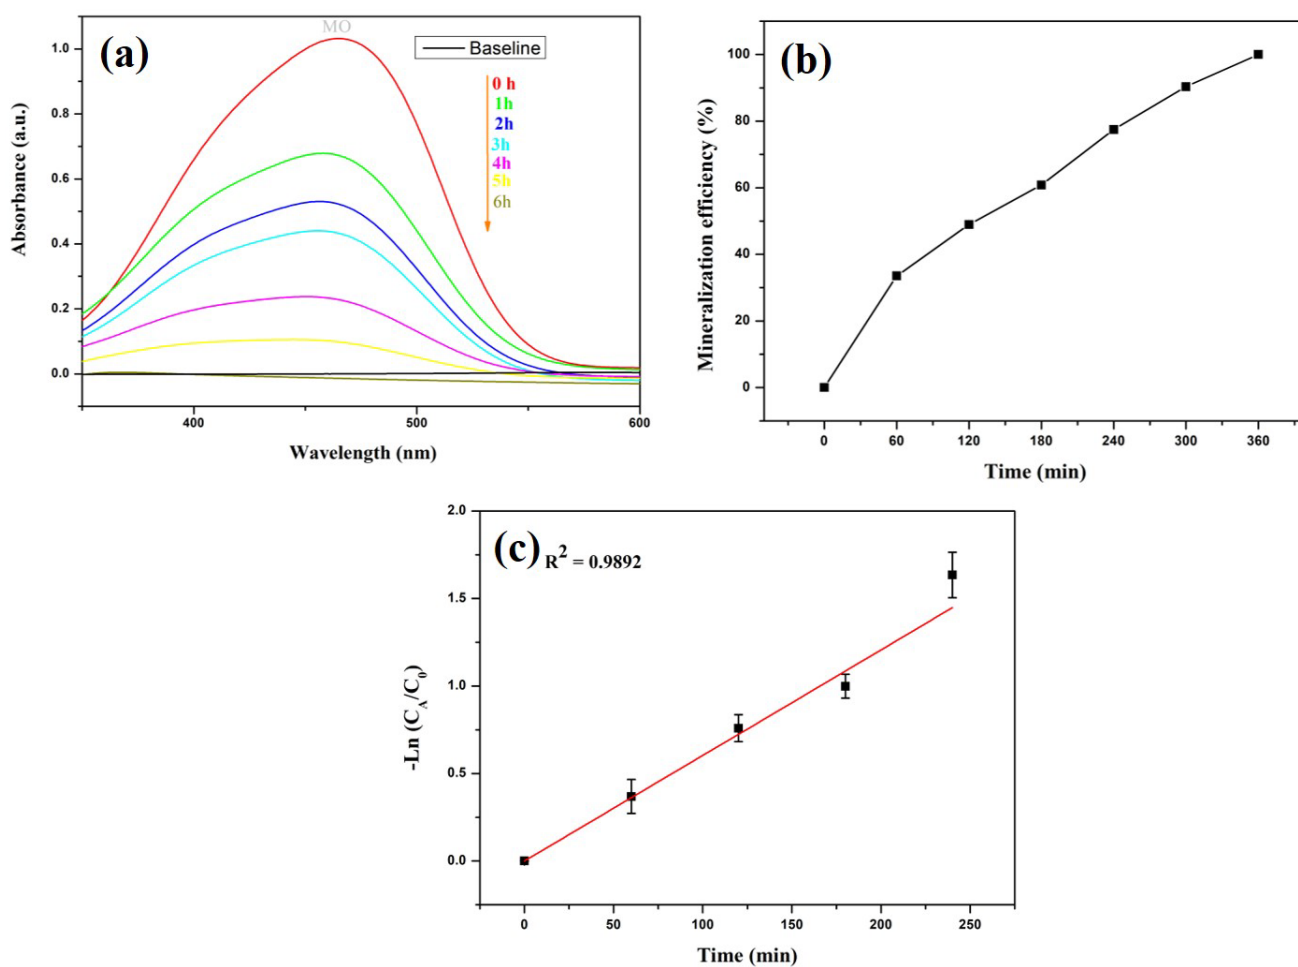 (a)
MO
Baseline
0 h
1h
2h
3h
4h
5h
6h
1.0
0.8
0.6
0.4
0.2
0.0
Absorbance (a.u.)
400
500
600
Wavelength (nm)
(b)
100
80
60
40
20
0
Mineralization efficiency (%)
0
60
120
180
240
300
360
Time (min)
(c)
R² = 0.9892
2.0
1.5
1.0
0.5
0.0
-Ln (C_A/C_0)
0
50
100
150
200
250
Time (min)